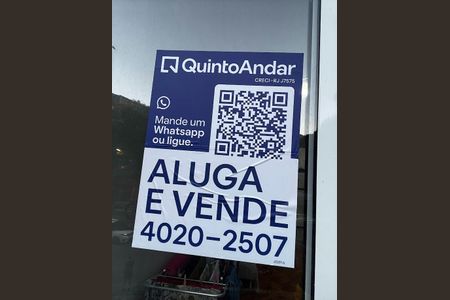 QuintoAndar
CRECI-RJ J7575
Mande um
Whatsapp
ou ligue.
ALUGA
E VENDE
4020-2507